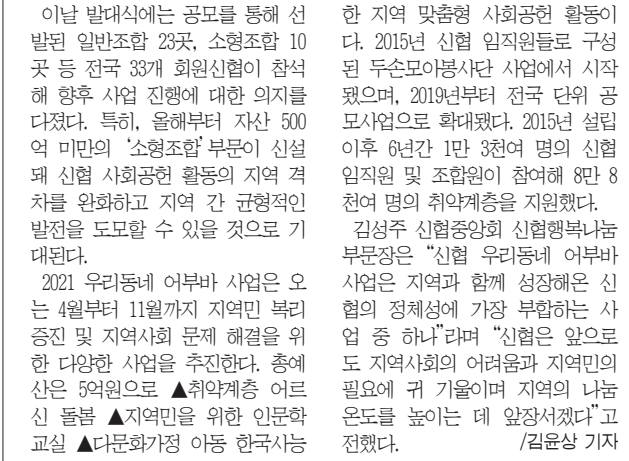 이날 발대식에는 공모를 통해 선
발된 일반조합 23곳, 소형조합 10
곳 등 전국 33개 회원신협이 참석
해 향후 사업 진행에 대한 의지를
다졌다. 특히, 올해부터 자산 500
억 미만의 ‘소형조합’ 부문이 신설
돼 신협 사회공헌 활동의 지역 격
차를 완화하고 지역 간 균형적인
발전을 도모할 수 있을 것으로 기
대된다.
2021 우리동네 어부바 사업은 오
는 4월부터 11월까지 지역민 복리
증진 및 지역사회 문제 해결을 위
한 다양한 사업을 추진한다. 총예
산은 5억원으로 ▲취약계층 어르
신 돌봄 ▲지역민을 위한 인문학
교실 ▲다문화가정 아동 한국사능
한 지역 맞춤형 사회공헌 활동이
다. 2015년 신협 임직원들로 구성
된 두손모아봉사단 사업에서 시작
됐으며, 2019년부터 전국 단위 공
모사업으로 확대됐다. 2015년 설립
이후 6년간 1만 3천여 명의 신협
임직원 및 조합원이 참여해 8만 8
천여 명의 취약계층을 지원했다.
김성주 신협중앙회 신협행복나눔
부문장은 “신협 우리동네 어부바
사업은 지역과 함께 성장해온 신
협의 정체성에 가장 부합하는 사
업 중 하나”라며 “신협은 앞으로
도 지역사회의 어려움과 지역민의
필요에 귀 기울이며 지역의 나눔
온도를 높이는 데 앞장서겠다”고
전했다. /김윤상 기자